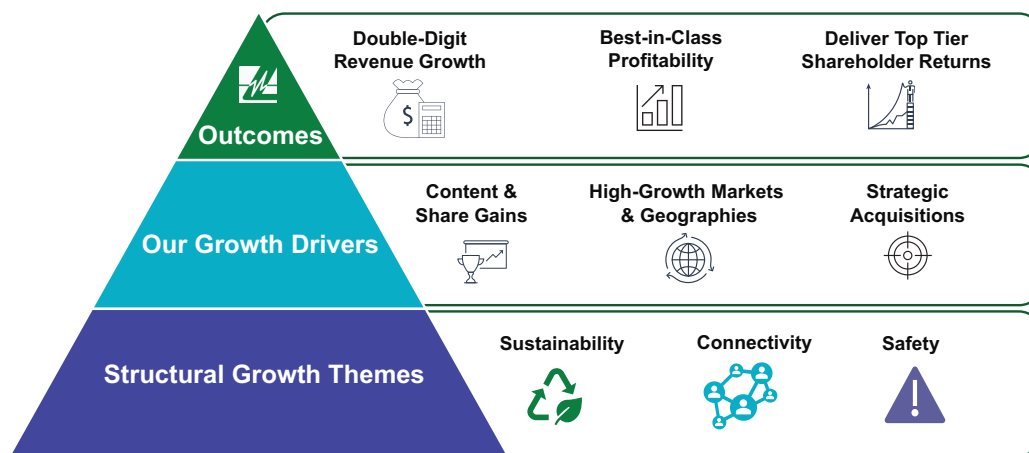 Double-Digit
Revenue Growth
Best-in-Class
Profitability
Deliver Top Tier
Shareholder Returns
$
Outcomes
Content &
Share Gains
High-Growth Markets
& Geographies
Strategic
Acquisitions
Our Growth Drivers
Sustainability
Connectivity
Safety
Structural Growth Themes